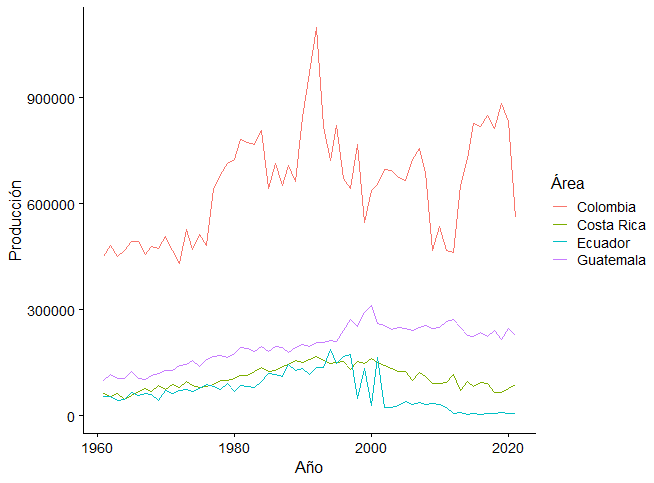 Producción
900000
600000
300000
0
1960
1980
2000
2020
Año
Área
Colombia
Costa Rica
Ecuador
Guatemala